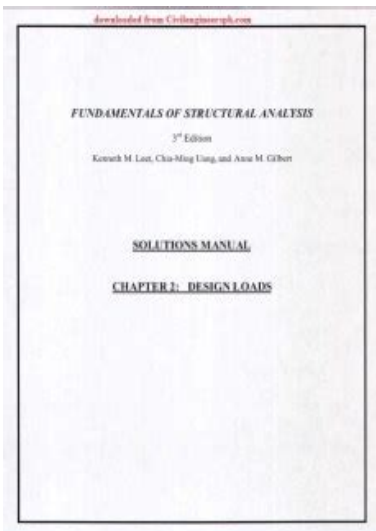 downloaded from Civilengineerspk.com
FUNDAMENTALS OF STRUCTURAL ANALYSIS
3rd Edition
Kenneth M. Leet, Chia-Ming Uang, and Anne M. Gilbert
SOLUTIONS MANUAL
CHAPTER 2: DESIGN LOADS